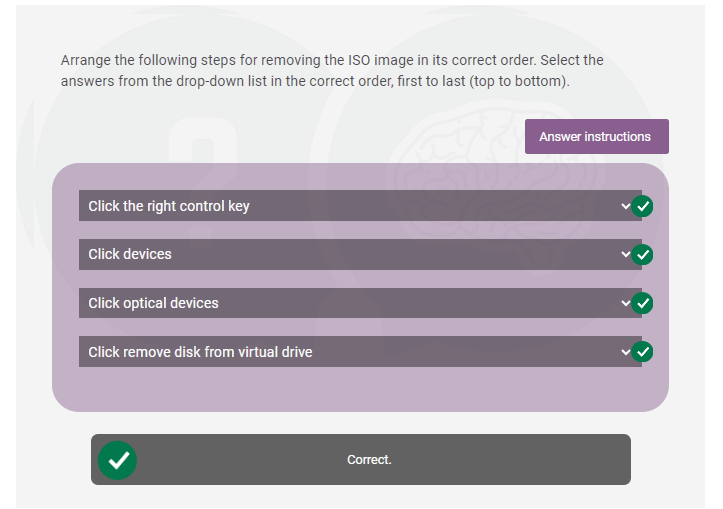 Arrange the following steps for removing the ISO image in its correct order. Select the
answers from the drop-down list in the correct order, first to last (top to bottom).
Answer instructions
Click the right control key
Click devices
Click optical devices
Click remove disk from virtual drive
Correct.